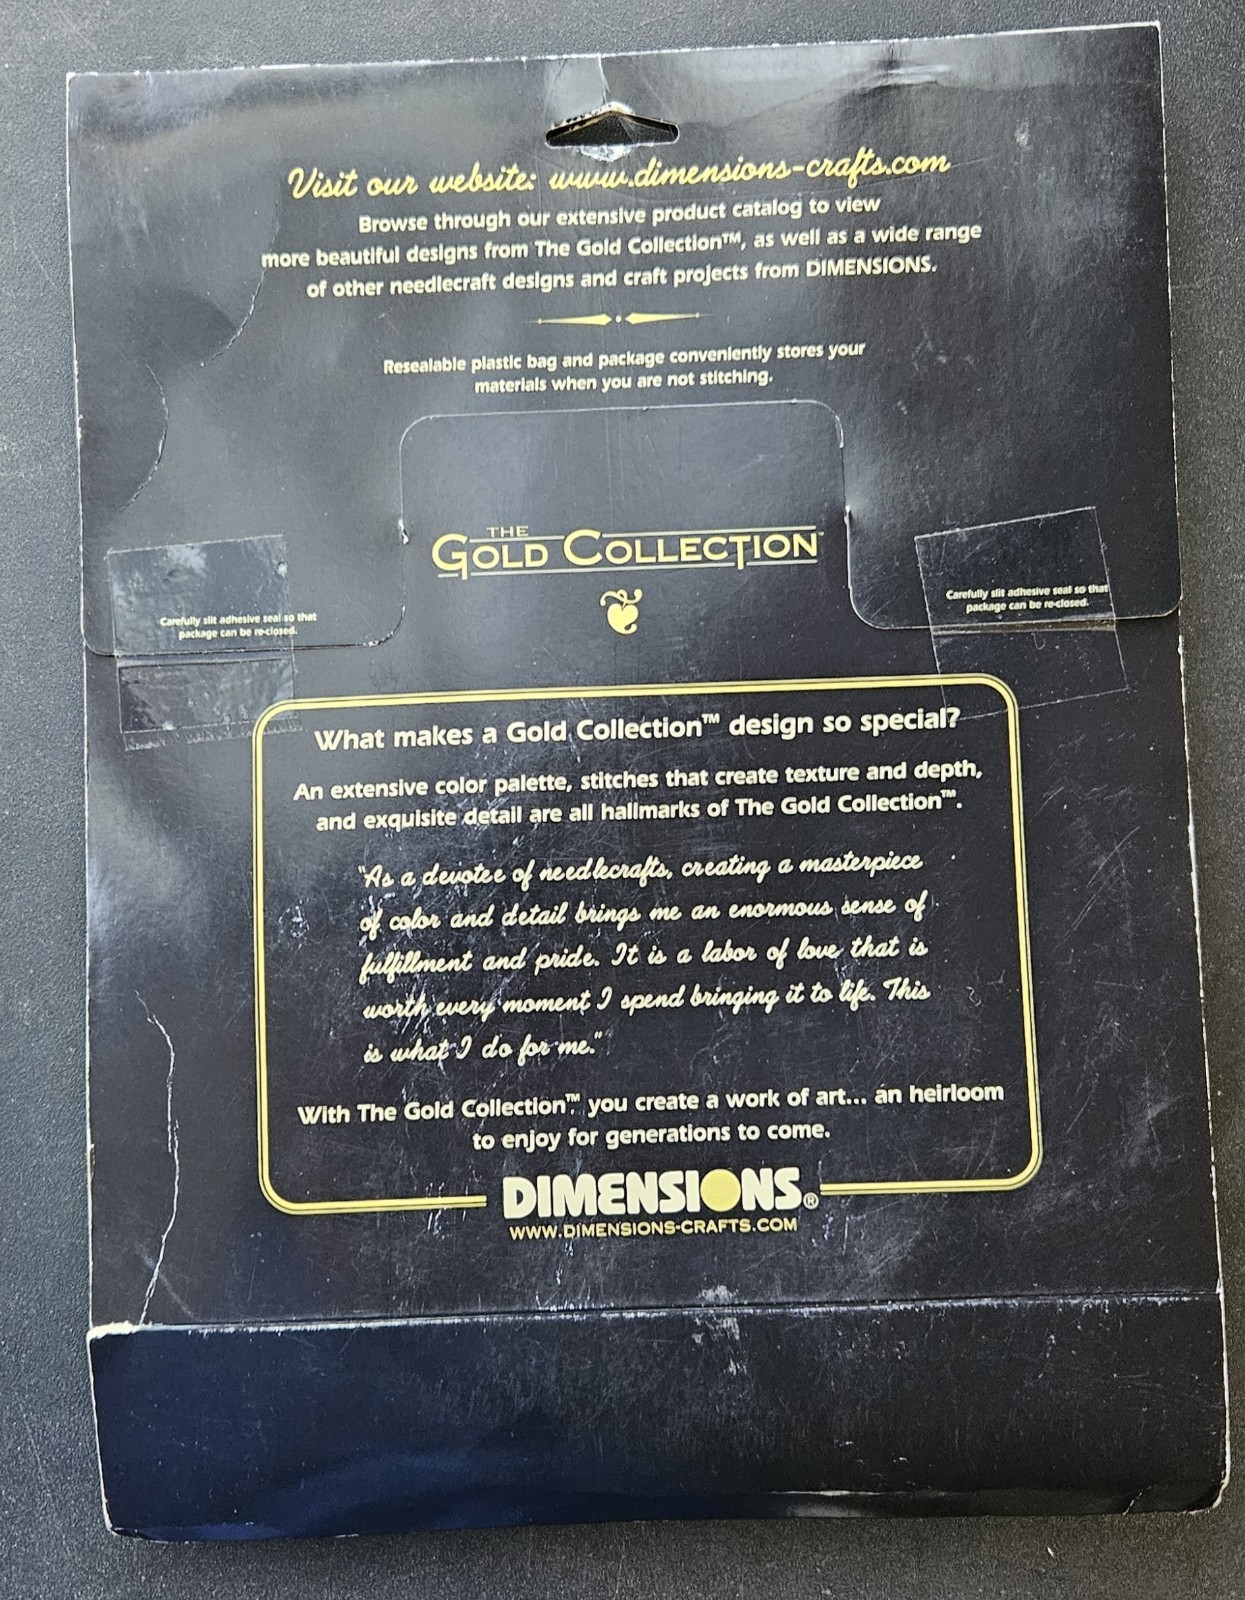 Visit our website: www.dimensions-crafts.com
Browse through our extensive product catalog to view
more beautiful designs from The Gold Collection™, as well as a wide range
of other needlecraft designs and craft projects from DIMENSIONS.
Resealable plastic bag and package conveniently stores your
materials when you are not stitching.
THE
GOLD COLLECTION™
Carefully slit adhesive seal so that
package can be re-closed.
Carefully slit adhesive seal so that
package can be re-closed.
What makes a Gold Collection™ design so special?
An extensive color palette, stitches that create texture and depth,
and exquisite detail are all hallmarks of The Gold Collection™.
"As a devotee of needlecrafts, creating a masterpiece
of color and detail brings me an enormous sense of
fulfillment and pride. It is a labor of love that is
worth every moment I spend bringing it to life. This
is what I do for me."
With The Gold Collection™, you create a work of art... an heirloom
to enjoy for generations to come.
DIMENSIONS®
WWW.DIMENSIONS-CRAFTS.COM